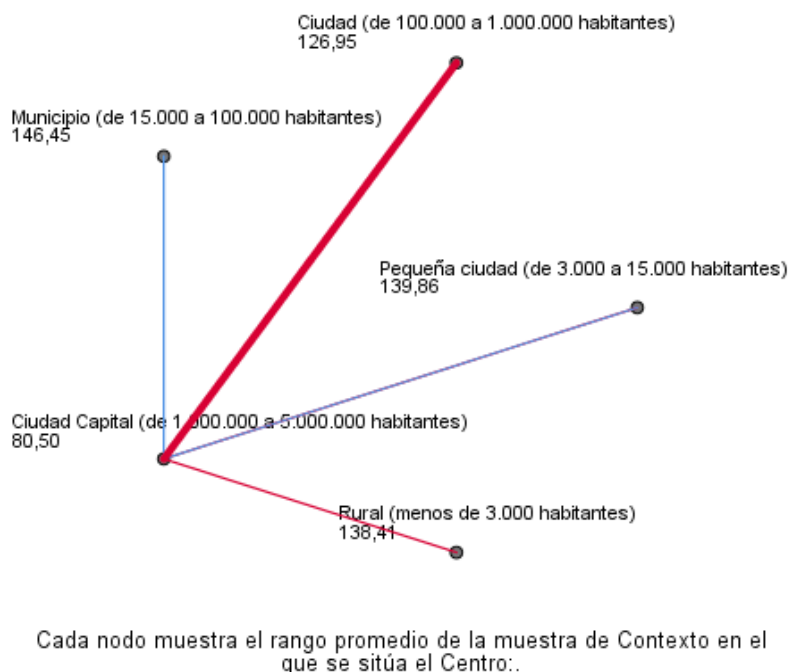 Ciudad (de 100.000 a 1.000.000 habitantes)
126,95
Municipio (de 15.000 a 100.000 habitantes)
146,45
Pequeña ciudad (de 3.000 a 15.000 habitantes)
139,86
Ciudad Capital (de 1.000.000 a 5.000.000 habitantes)
80,50
Rural (menos de 3.000 habitantes)
138,41
Cada nodo muestra el rango promedio de la muestra de Contexto en el
que se sitúa el Centro:.